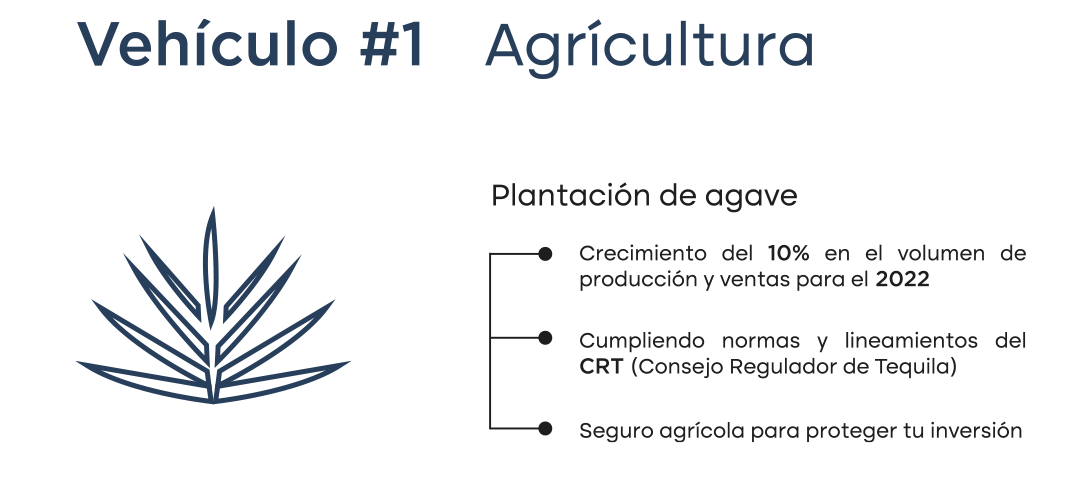 Vehículo #1 Agrícultura
Plantación de agave
Crecimiento del 10% en el volumen de
producción y ventas para el 2022
Cumpliendo normas y lineamientos del
CRT (Consejo Regulador de Tequila)
Seguro agrícola para proteger tu inversión